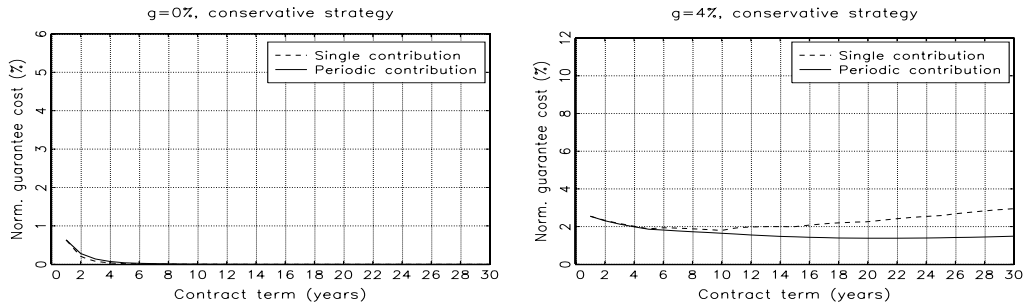 g=0%, conservative strategy
Norm. guarantee cost (%)
6
5
4
3
2
1
0
Single contribution
Periodic contribution
0 2 4 6 8 10 12 14 16 18 20 22 24 26 28 30
Contract term (years)
g=4%, conservative strategy
Norm. guarantee cost (%)
12
10
8
6
4
2
0
Single contribution
Periodic contribution
0 2 4 6 8 10 12 14 16 18 20 22 24 26 28 30
Contract term (years)